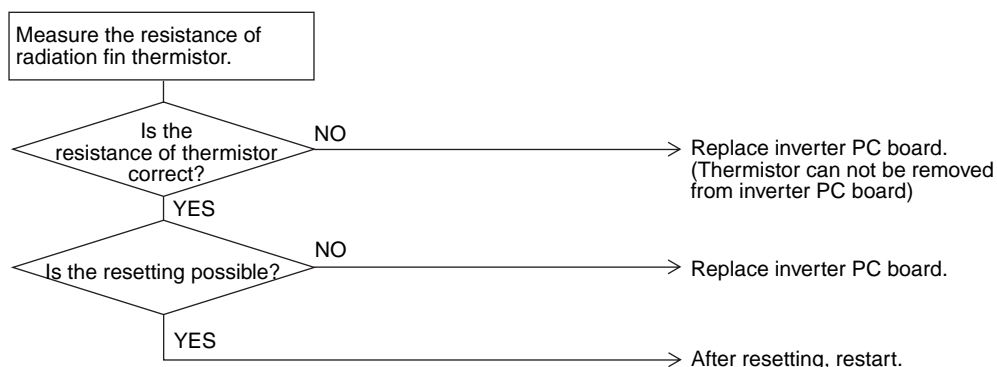 Measure the resistance of
radiation fin thermistor.
Is the
resistance of thermistor
correct?
NO
Replace inverter PC board.
(Thermistor can not be removed
from inverter PC board)
YES
Is the resetting possible?
NO
Replace inverter PC board.
YES
After resetting, restart.